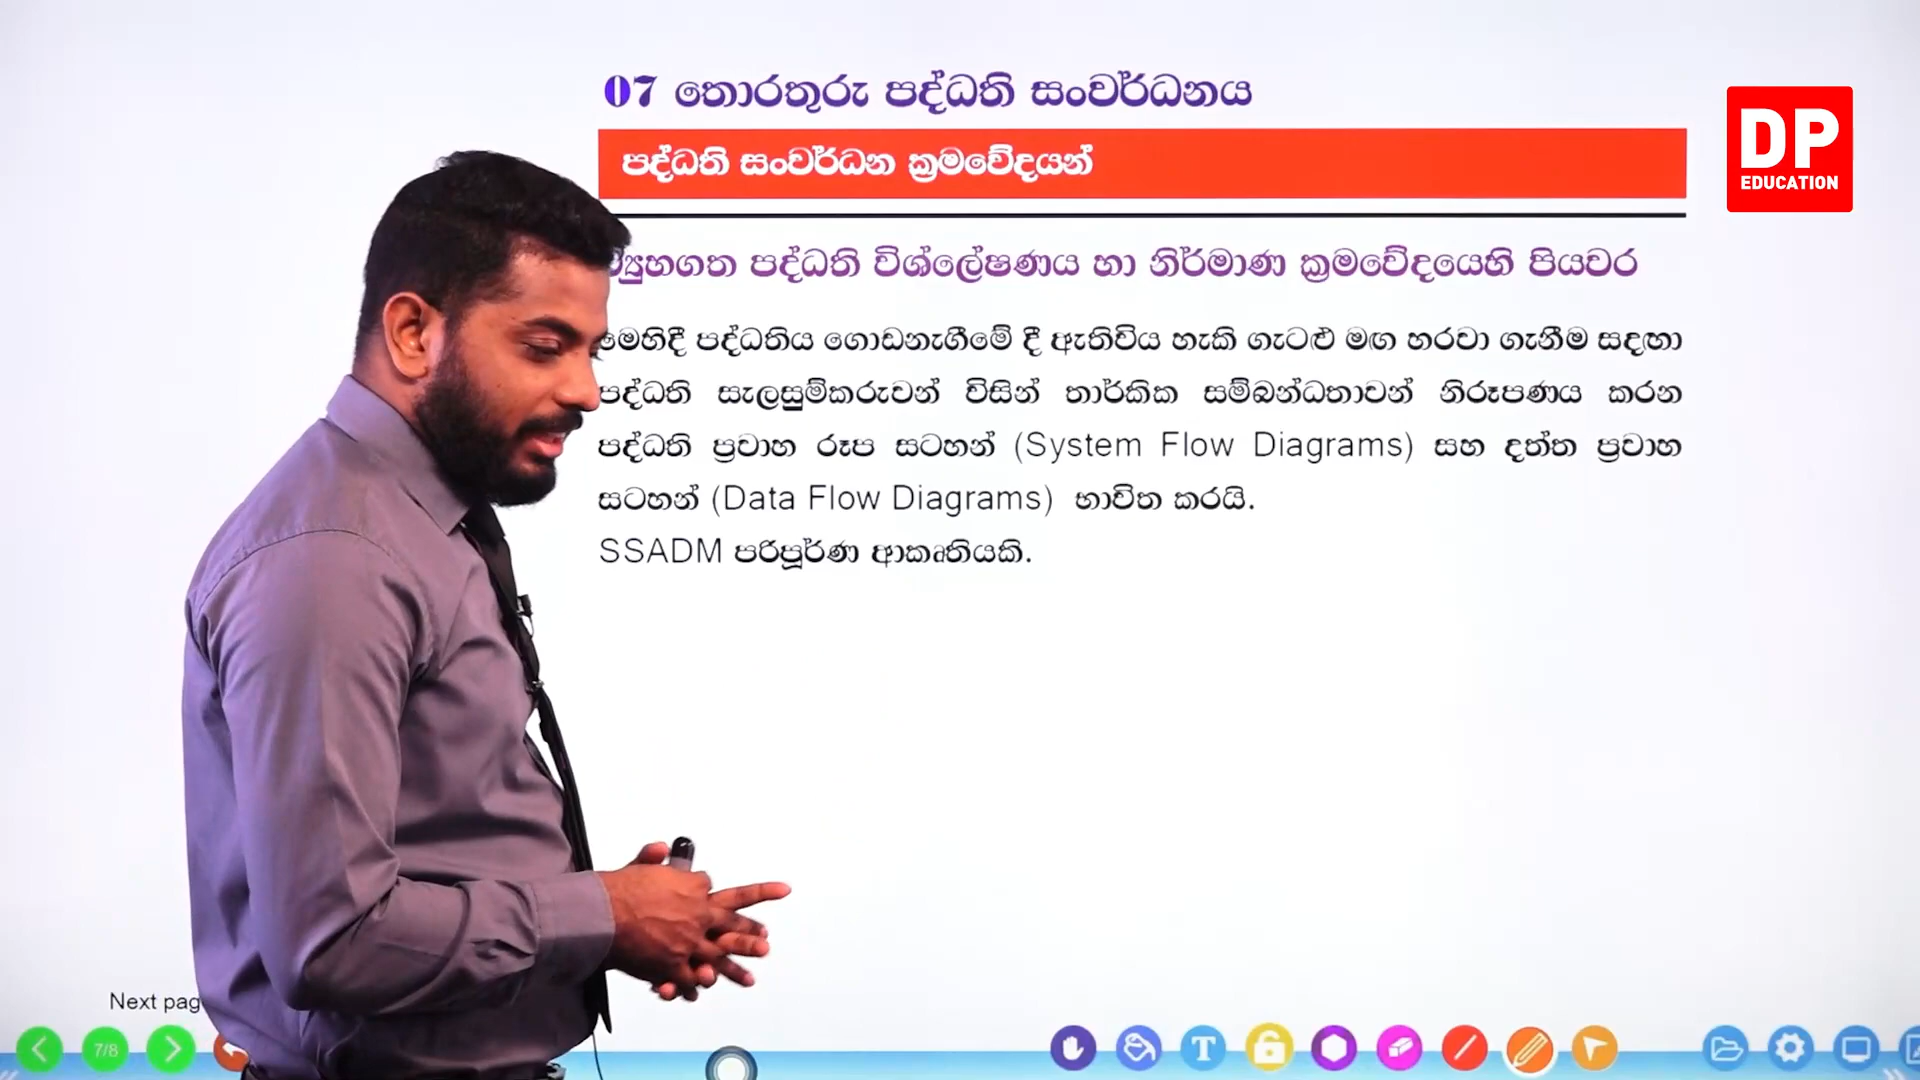 07 තොරතුරු පද්ධති සංවර්ධනය
පද්ධති සංවර්ධන ක්‍රමවේදයන්
DP
EDUCATION
පද්ධති විශ්ලේෂණය හා නිර්මාණ ක්‍රමවේදයෙහි පියවර
මෙහිදී පද්ධතිය ගොඩනැගීමේ දී ඇතිවිය හැකි ගැටළු මඟ හරවා ගැනීම සඳහා
පද්ධති සැලසුම්කරුවන් විසින් තාර්කික සම්බන්ධතාවන් නිරූපණය කරන
පද්ධති ප්‍රවාහ රූප සටහන් (System Flow Diagrams) සහ දත්ත ප්‍රවාහ
සටහන් (Data Flow Diagrams) භාවිත කරයි.
SSADM පරිපූර්ණ ආකෘතියකි.
Next pag
7/8
T